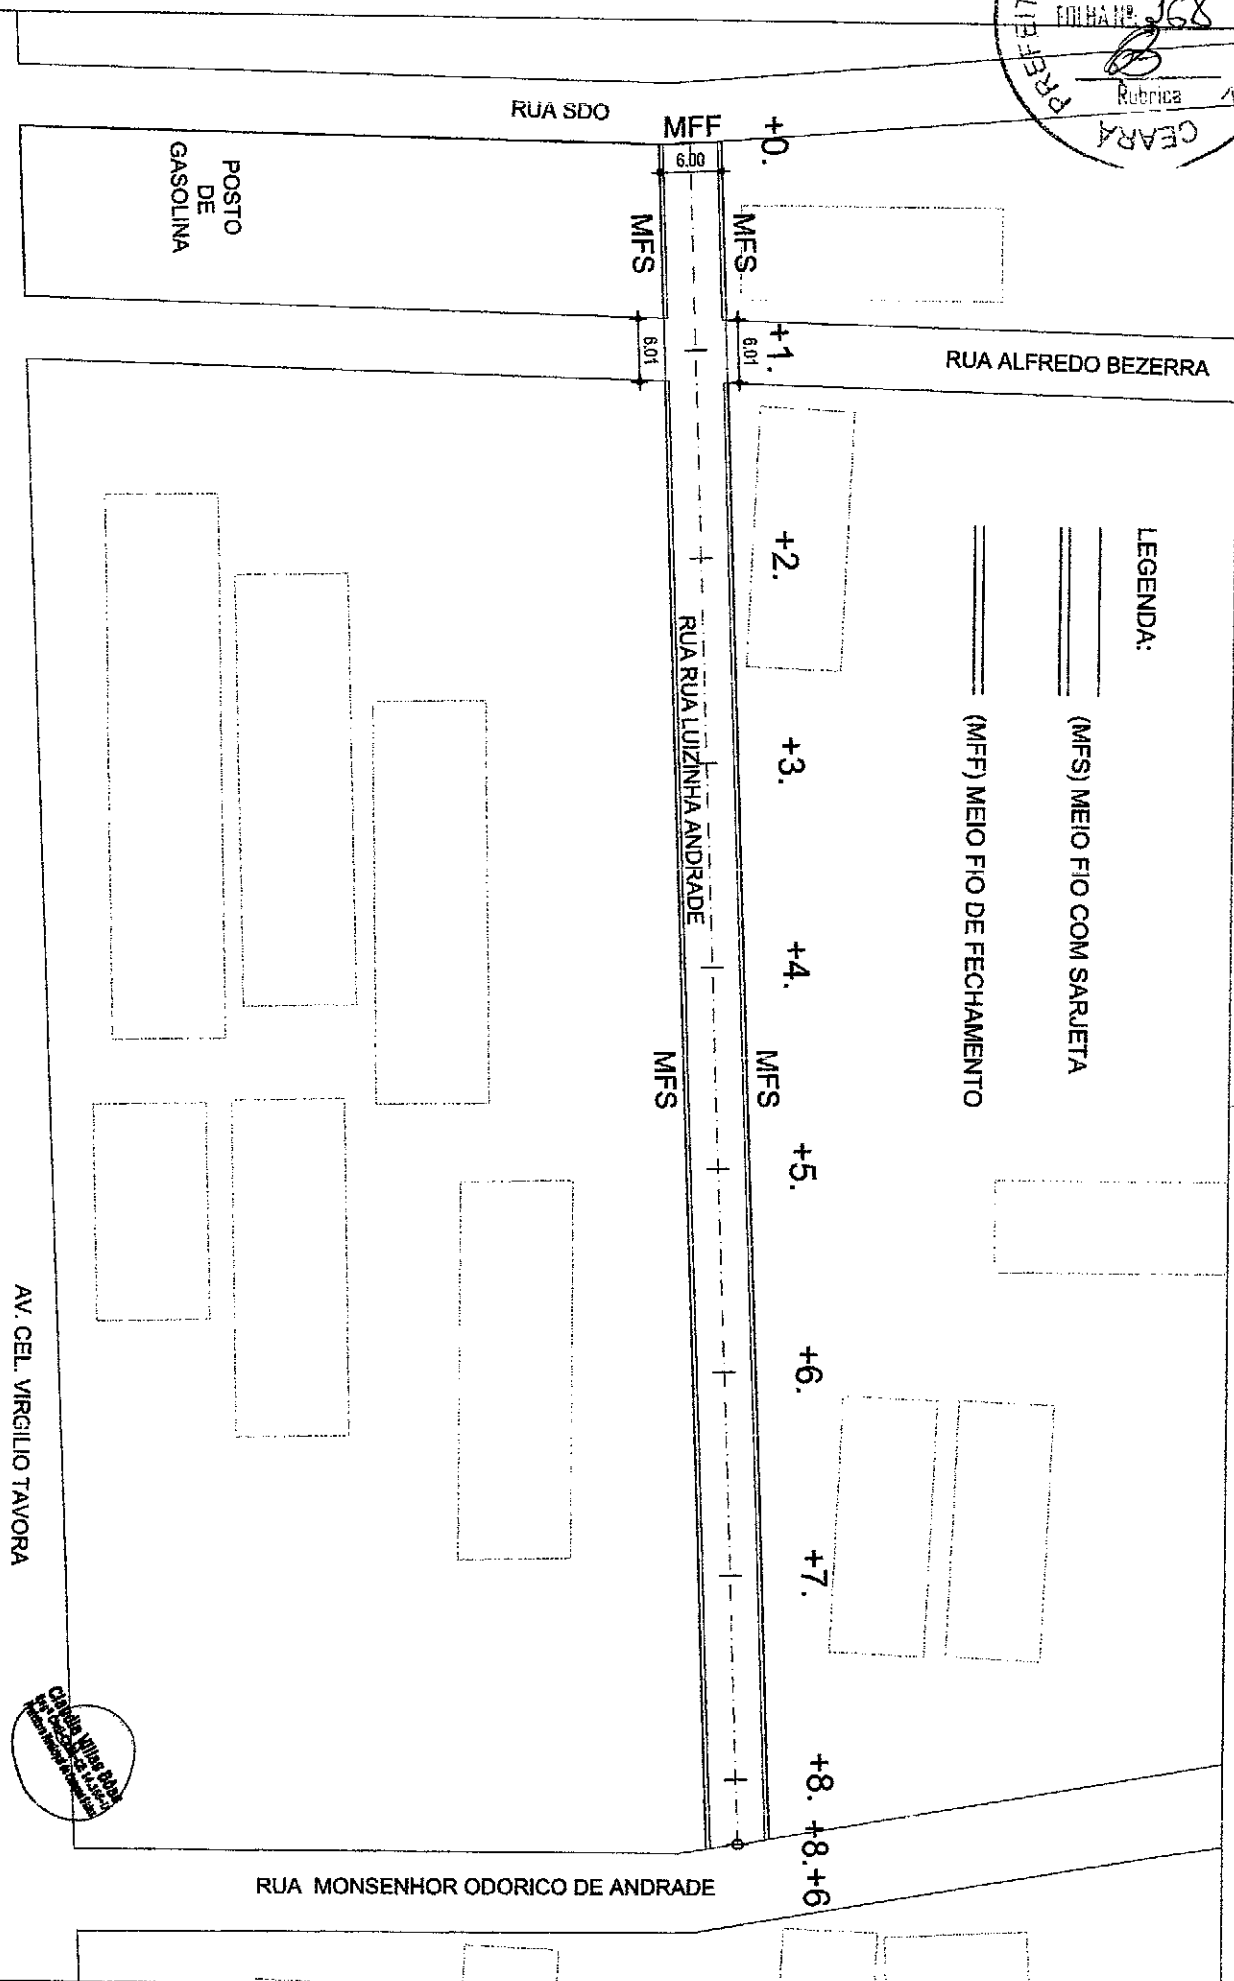 FOLHA Nº: 168
Rubrica
CEARÁ
RUA SDO
MFF
+0.
6.00
POSTO
DE
GASOLINA
MFS
MFS
6.01
6.01
+1.
RUA ALFREDO BEZERRA
LEGENDA:
(MFS) MEIO FIO COM SARJETA
(MFF) MEIO FIO DE FECHAMENTO
+2.
RUA RUA LUIZINHA ANDRADE
+3.
+4.
MFS
MFS
+5.
+6.
+7.
+8.
+8.+6
AV. CEL. VIRGILIO TAVORA
RUA MONSENHOR ODORICO DE ANDRADE